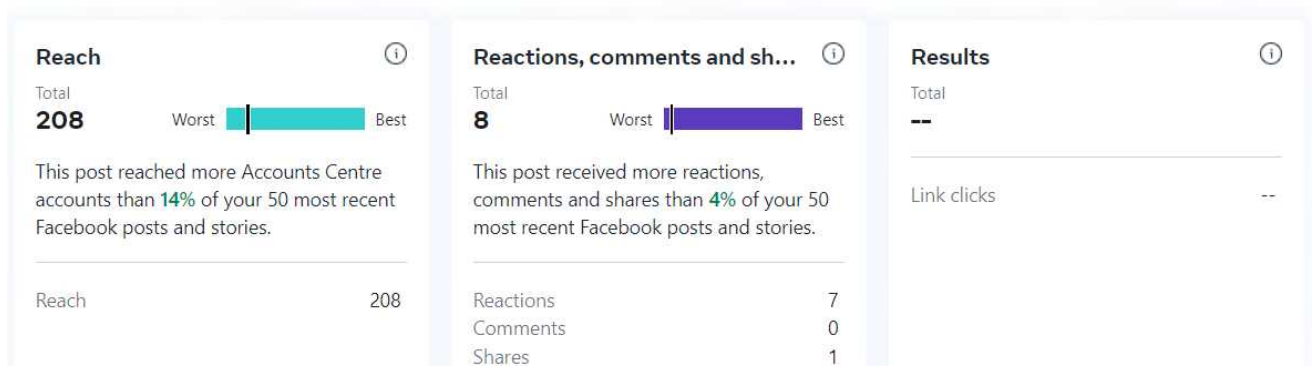 Reach
Total
208
Worst
Best
This post reached more Accounts Centre
accounts than 14% of your 50 most recent
Facebook posts and stories.
Reach 208
Reactions, comments and sh...
Total
8
Worst
Best
This post received more reactions,
comments and shares than 4% of your 50
most recent Facebook posts and stories.
Reactions 7
Comments 0
Shares 1
Results
Total
--
Link clicks --